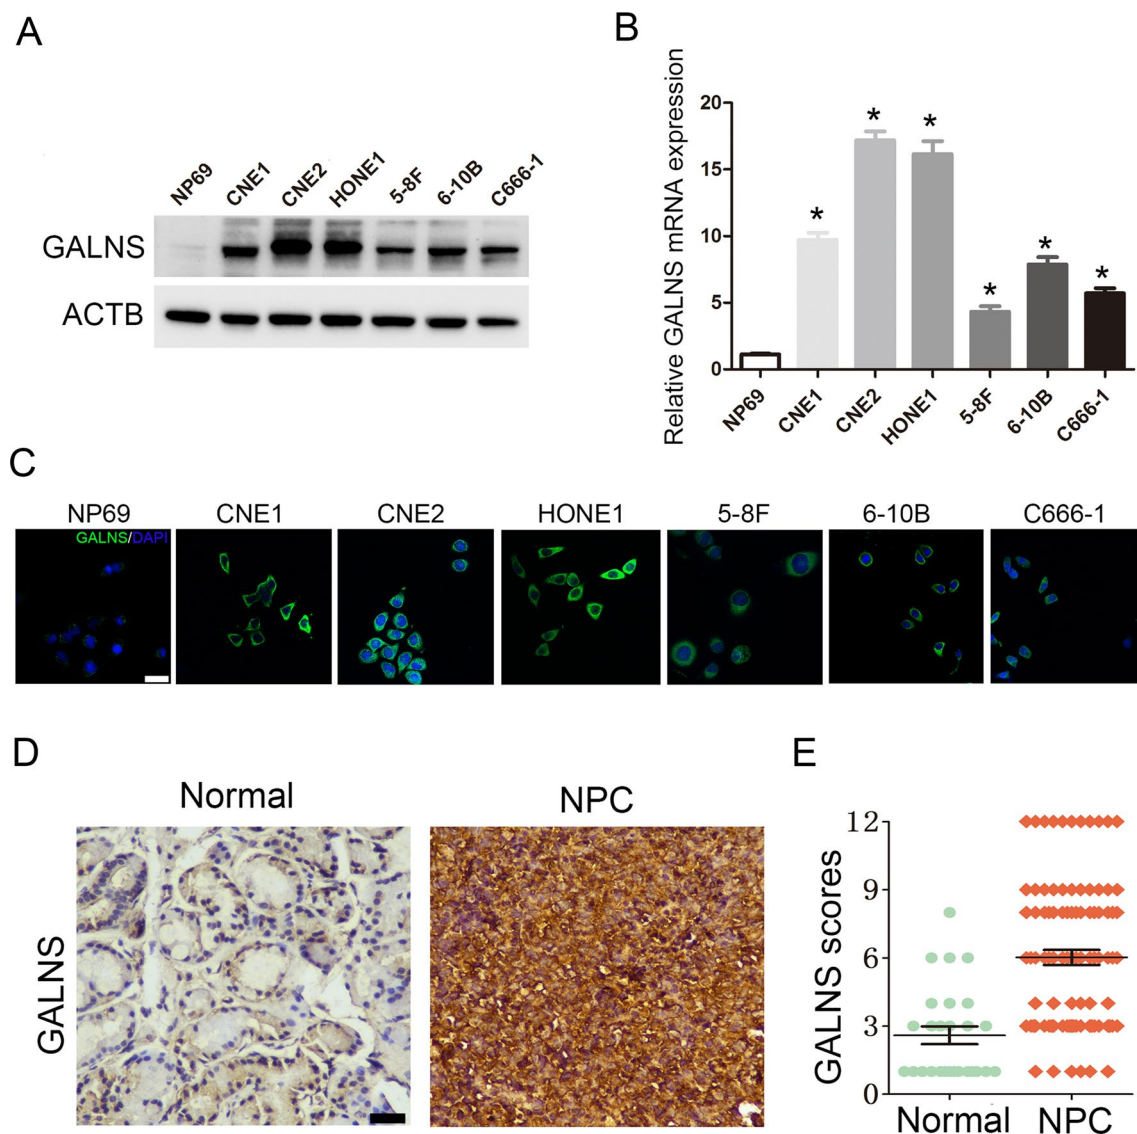 A
NP69
CNE1
CNE2
HONE1
5-8F
6-10B
C666-1
GALNS
ACTB
B
Relative GALNS mRNA expression
20
15
10
5
0
*
*
*
*
*
*
NP69
CNE1
CNE2
HONE1
5-8F
6-10B
C666-1
C
NP69
CNE1
CNE2
HONE1
5-8F
6-10B
C666-1
GALNS/DAPI
D
Normal
NPC
GALNS
E
GALNS scores
12
9
6
3
0
Normal
NPC